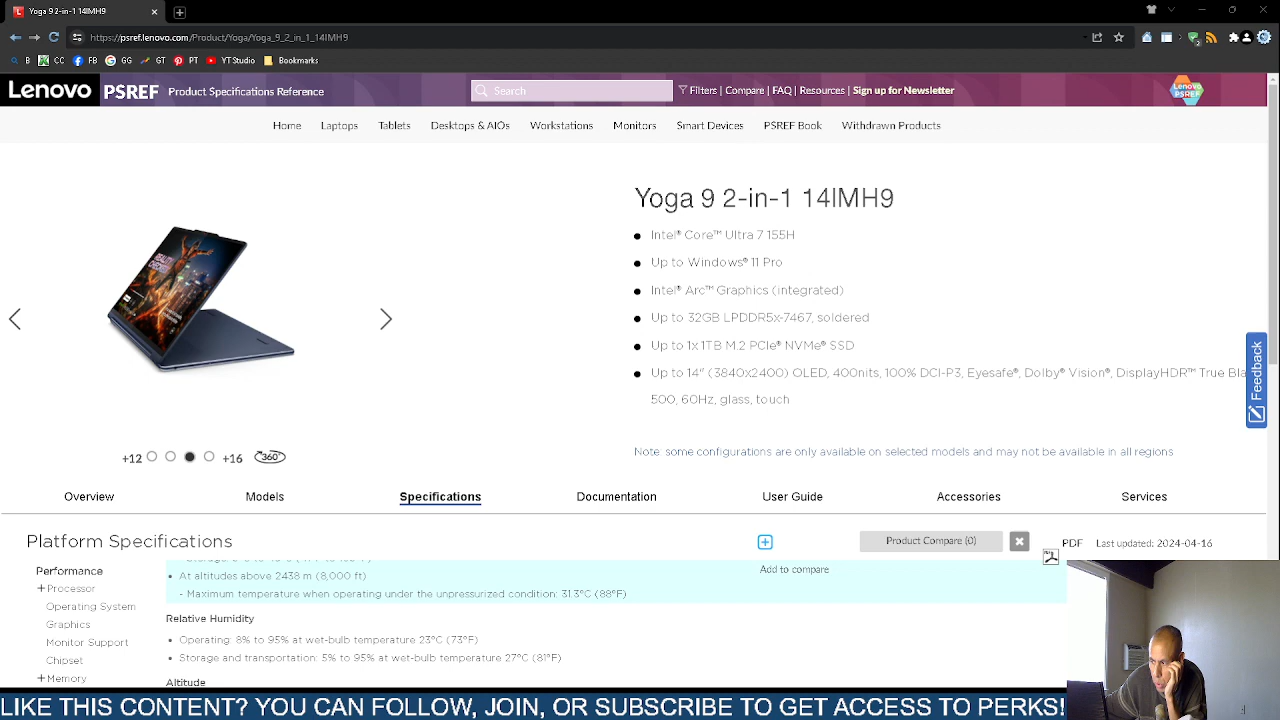 Yoga 9 2-in-1 14IMH9
https://psref.lenovo.com/Product/Yoga/Yoga_9_2_in_1_14IMH9
B CC FB GG GT PT YT Studio Bookmarks
Lenovo PSREF Product Specifications Reference
Search
Filters | Compare | FAQ | Resources | Sign up for Newsletter
Lenovo PSREF
Home Laptops Tablets Desktops & AIOs Workstations Monitors Smart Devices PSREF Book Withdrawn Products
Yoga 9 2-in-1 14IMH9
Intel® Core™ Ultra 7 155H
Up to Windows® 11 Pro
Intel® Arc™ Graphics (integrated)
Up to 32GB LPDDR5x-7467, soldered
Up to 1x 1TB M.2 PCIe® NVMe® SSD
Up to 14" (3840x2400) OLED, 400nits, 100% DCI-P3, Eyesafe®, Dolby® Vision®, DisplayHDR™ True Bla
500, 60Hz, glass, touch
Feedback
+12 +16 360°
Note: some configurations are only available on selected models and may not be available in all regions
Overview Models Specifications Documentation User Guide Accessories Services
Platform Specifications
Product Compare (0)
PDF Last updated: 2024-04-16
Add to compare
Performance
Processor
Operating System
Graphics
Monitor Support
Chipset
Memory
• At altitudes above 2438 m (8,000 ft)
- Maximum temperature when operating under the unpressurized condition: 31.3°C (88°F)
Relative Humidity
• Operating: 8% to 95% at wet-bulb temperature 23°C (73°F)
• Storage and transportation: 5% to 95% at wet-bulb temperature 27°C (81°F)
Altitude
LIKE THIS CONTENT? YOU CAN FOLLOW, JOIN, OR SUBSCRIBE TO GET ACCESS TO PERKS!